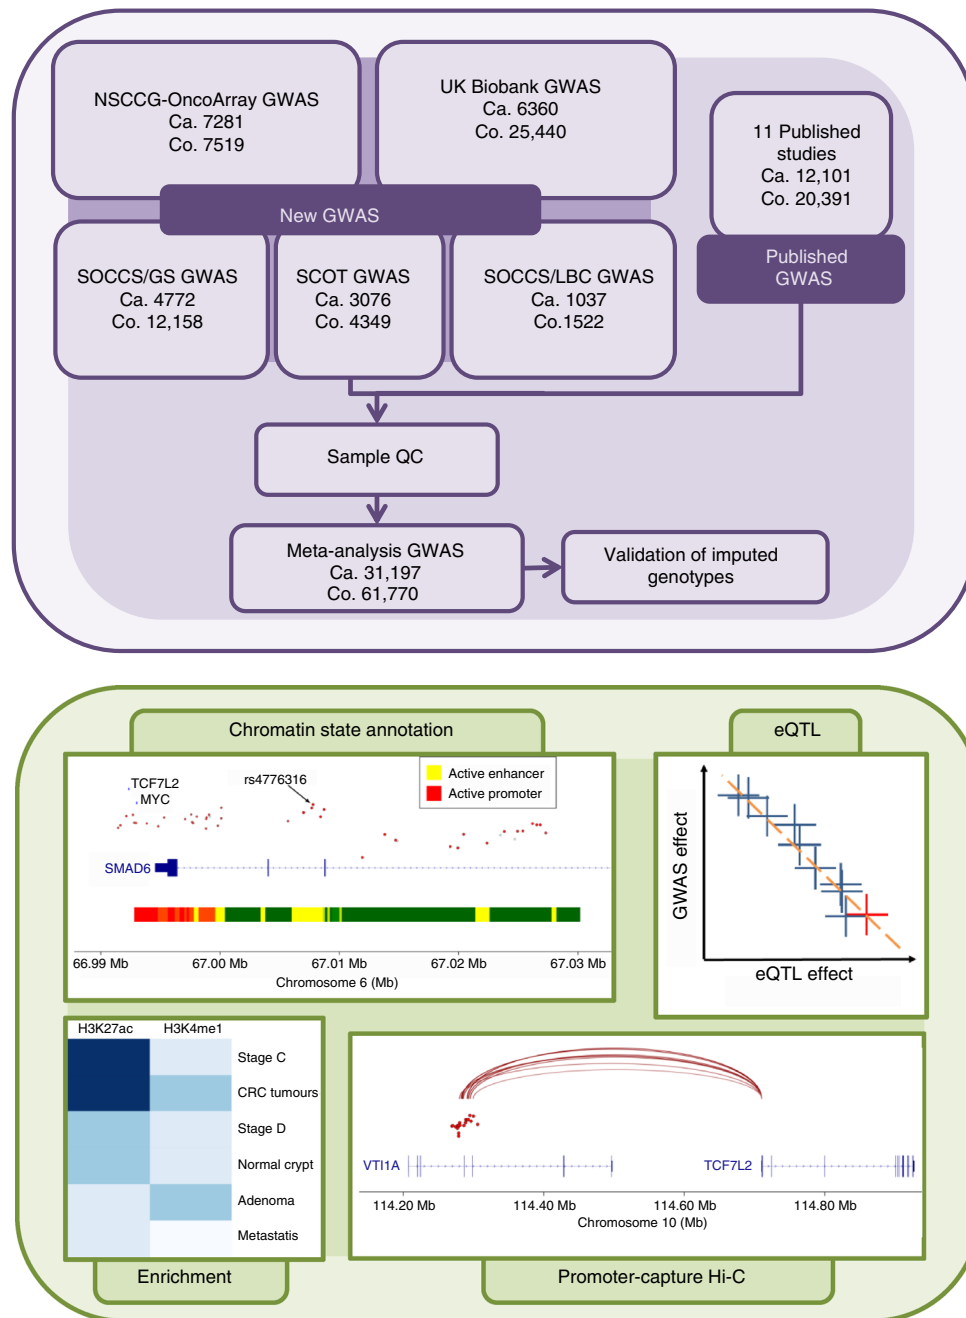 NSCCG-OncoArray GWAS
Ca. 7281
Co. 7519
UK Biobank GWAS
Ca. 6360
Co. 25,440
11 Published
studies
Ca. 12,101
Co. 20,391
New GWAS
Published
GWAS
SOCCS/GS GWAS
Ca. 4772
Co. 12,158
SCOT GWAS
Ca. 3076
Co. 4349
SOCCS/LBC GWAS
Ca. 1037
Co.1522
Sample QC
Meta-analysis GWAS
Ca. 31,197
Co. 61,770
Validation of imputed
genotypes
Chromatin state annotation
TCF7L2
MYC
rs4776316
Active enhancer
Active promoter
SMAD6
66.99 Mb 67.00 Mb 67.01 Mb 67.02 Mb 67.03 Mb
Chromosome 6 (Mb)
eQTL
GWAS effect
eQTL effect
H3K27ac H3K4me1
Stage C
CRC tumours
Stage D
Normal crypt
Adenoma
Metastatis
Enrichment
VTI1A TCF7L2
114.20 Mb 114.40 Mb 114.60 Mb 114.80 Mb
Chromosome 10 (Mb)
Promoter-capture Hi-C